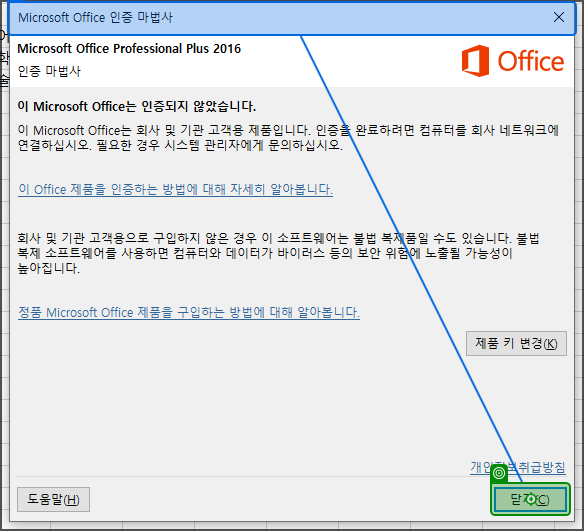 Microsoft Office 인증 마법사
Microsoft Office Professional Plus 2016
인증 마법사
Office
이 Microsoft Office는 인증되지 않았습니다.
이 Microsoft Office는 회사 및 기관 고객용 제품입니다. 인증을 완료하려면 컴퓨터를 회사 네트워크에
연결하십시오. 필요한 경우 시스템 관리자에게 문의하십시오.
이 Office 제품을 인증하는 방법에 대해 자세히 알아봅니다.
회사 및 기관 고객용으로 구입하지 않은 경우 이 소프트웨어는 불법 복제품일 수도 있습니다. 불법
복제 소프트웨어를 사용하면 컴퓨터와 데이터가 바이러스 등의 보안 위험에 노출될 가능성이
높아집니다.
정품 Microsoft Office 제품을 구입하는 방법에 대해 알아봅니다.
제품 키 변경(K)
개인정보취급방침
도움말(H)
닫기(C)